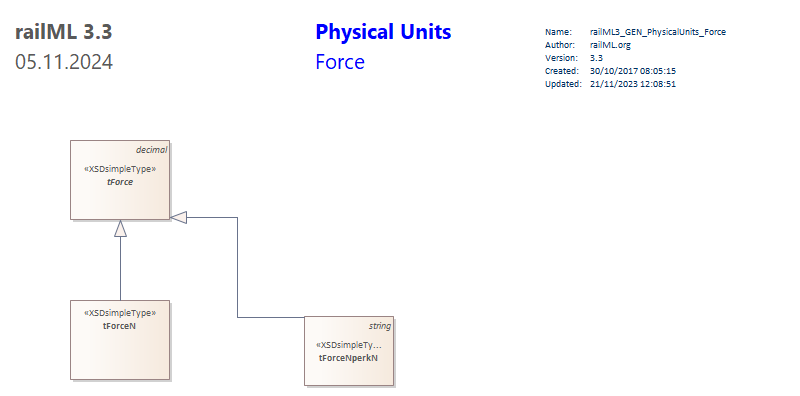 railML 3.3
05.11.2024
Physical Units
Force
Name: railML3_GEN_PhysicalUnits_Force
Author: railML.org
Version: 3.3
Created: 30/10/2017 08:05:15
Updated: 21/11/2023 12:08:51
decimal
«XSDsimpleType»
tForce
«XSDsimpleType»
tForceN
string
«XSDsimpleTy...
tForceNperkN